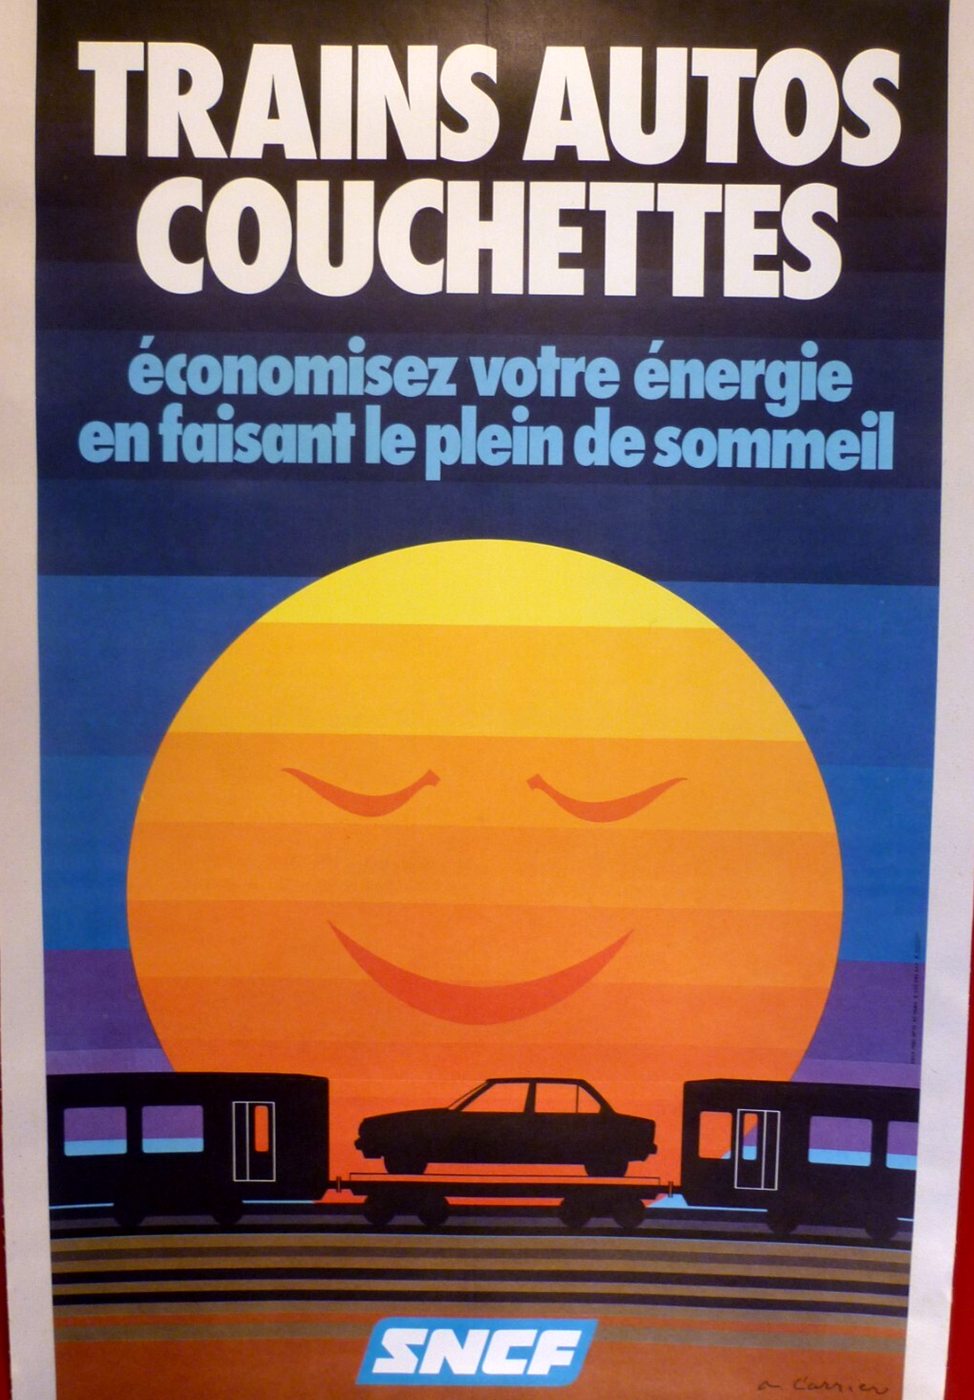 TRAINS AUTOS
COUCHETTES
économisez votre énergie
en faisant le plein de sommeil
SNCF